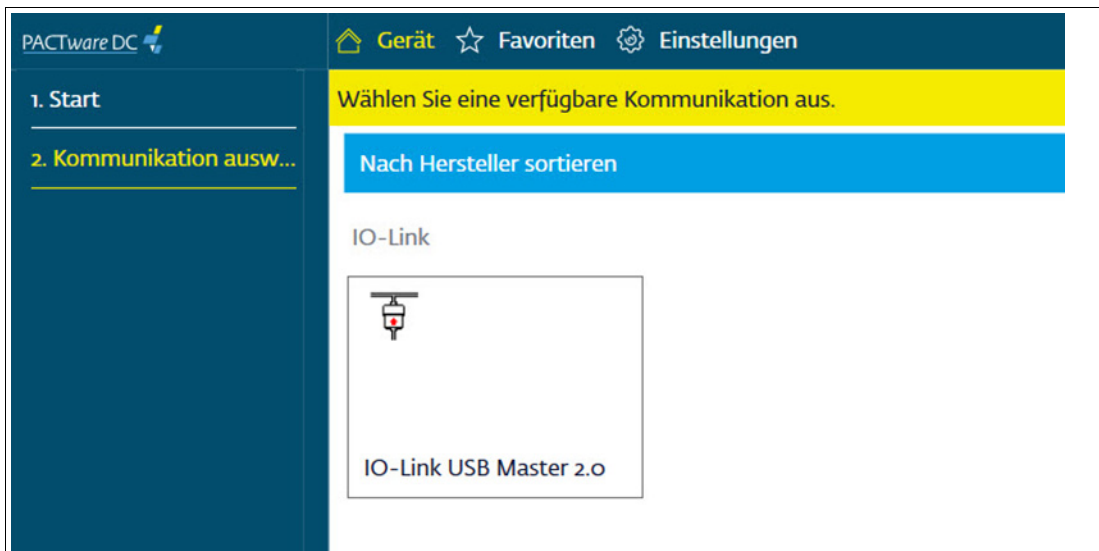 PACTware DC
Gerät Favoriten Einstellungen
1. Start
Wählen Sie eine verfügbare Kommunikation aus.
2. Kommunikation ausw...
Nach Hersteller sortieren
IO-Link
IO-Link USB Master 2.0